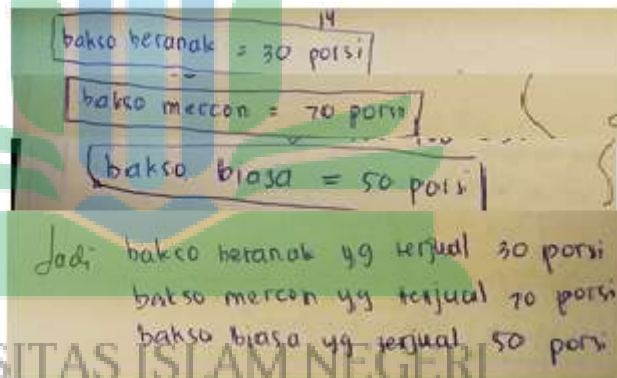 14
bakso beranak = 30 porsi
bakso mercon = 70 porsi
bakso biasa = 50 porsi
Jadi bakso beranak yg terjual 30 porsi
bakso mercon yg terjual 70 porsi
bakso biasa yg terjual 50 porsi
SITAS ISLAM NEGERI